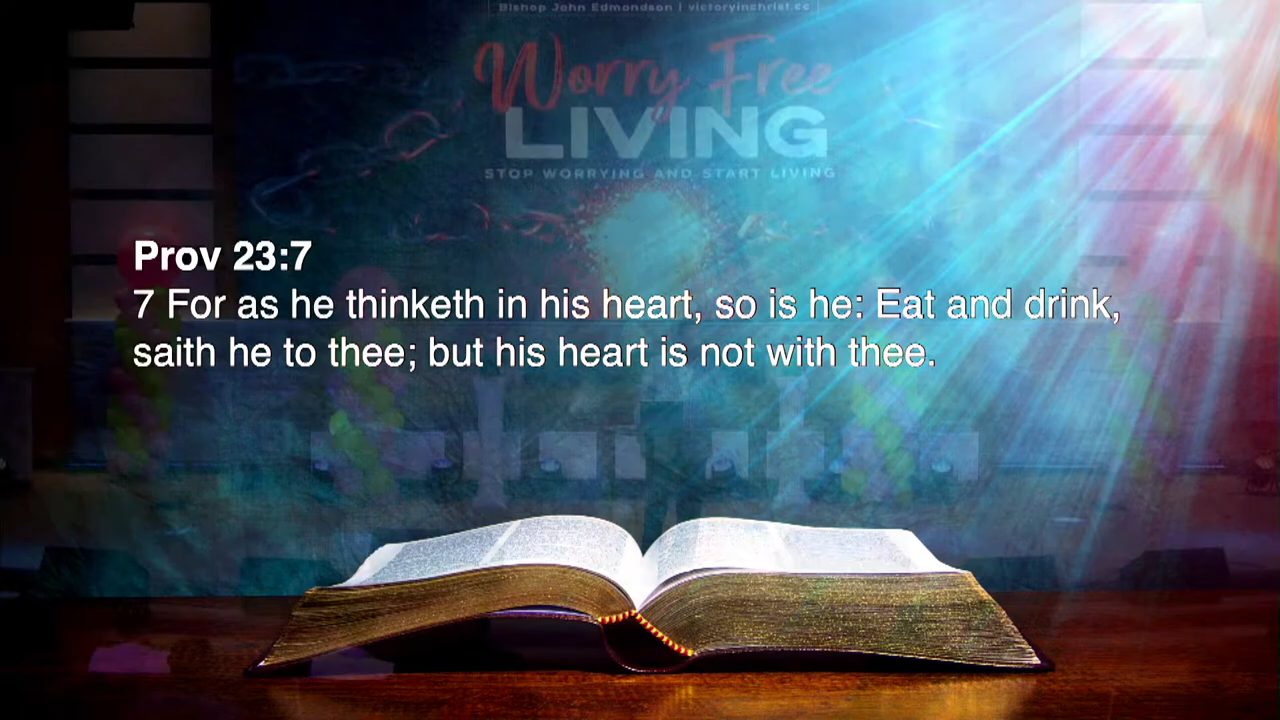 Bishop John Edmondson | victoryinchrist.cc
Worry Free
LIVING
STOP WORRYING AND START LIVING
Prov 23:7
7 For as he thinketh in his heart, so is he: Eat and drink,
saith he to thee; but his heart is not with thee.